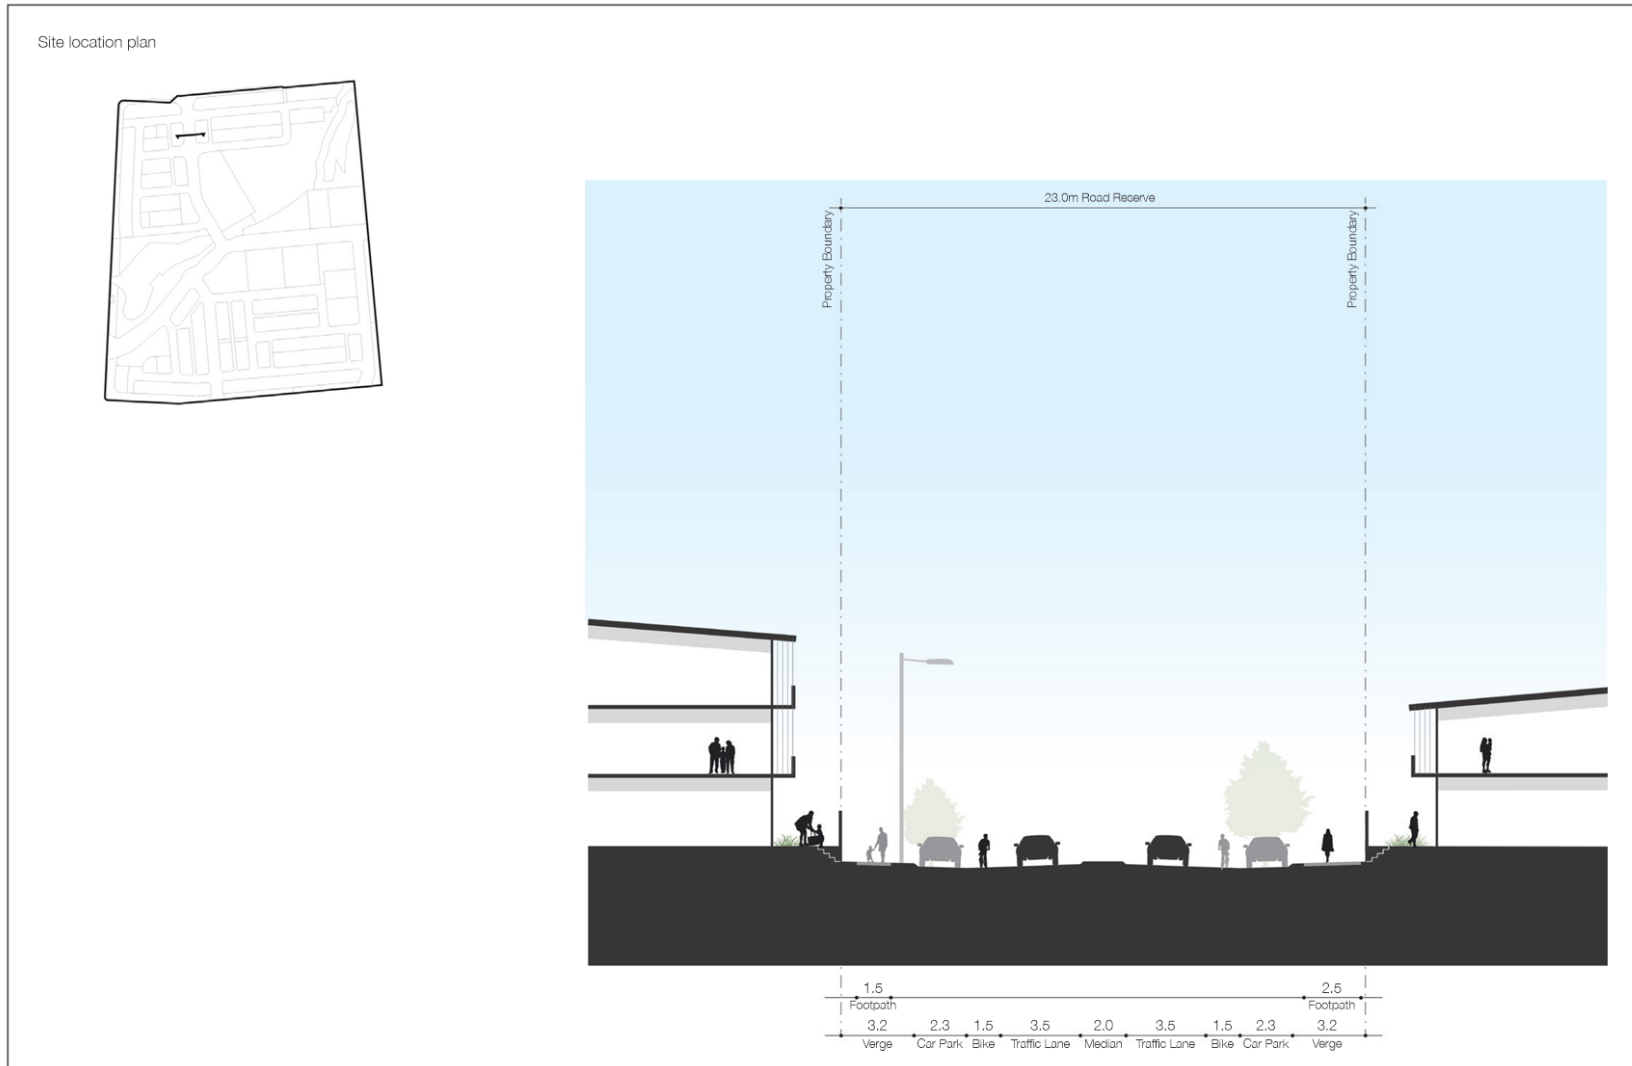 Site location plan
23.0m Road Reserve
Property Boundary
Property Boundary
1.5
2.5
Footpath
Footpath
3.2 2.3 1.5 3.5 2.0 3.5 1.5 2.3 3.2
Verge Car Park Bike Traffic Lane Median Traffic Lane Bike Car Park Verge